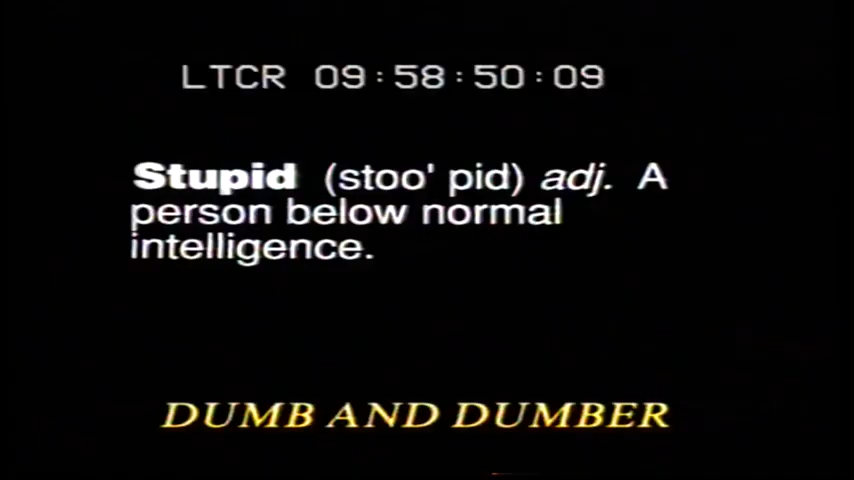 LTCR 09:58:50:09
Stupid (stoo' pid) adj. A
person below normal
intelligence.
DUMB AND DUMBER